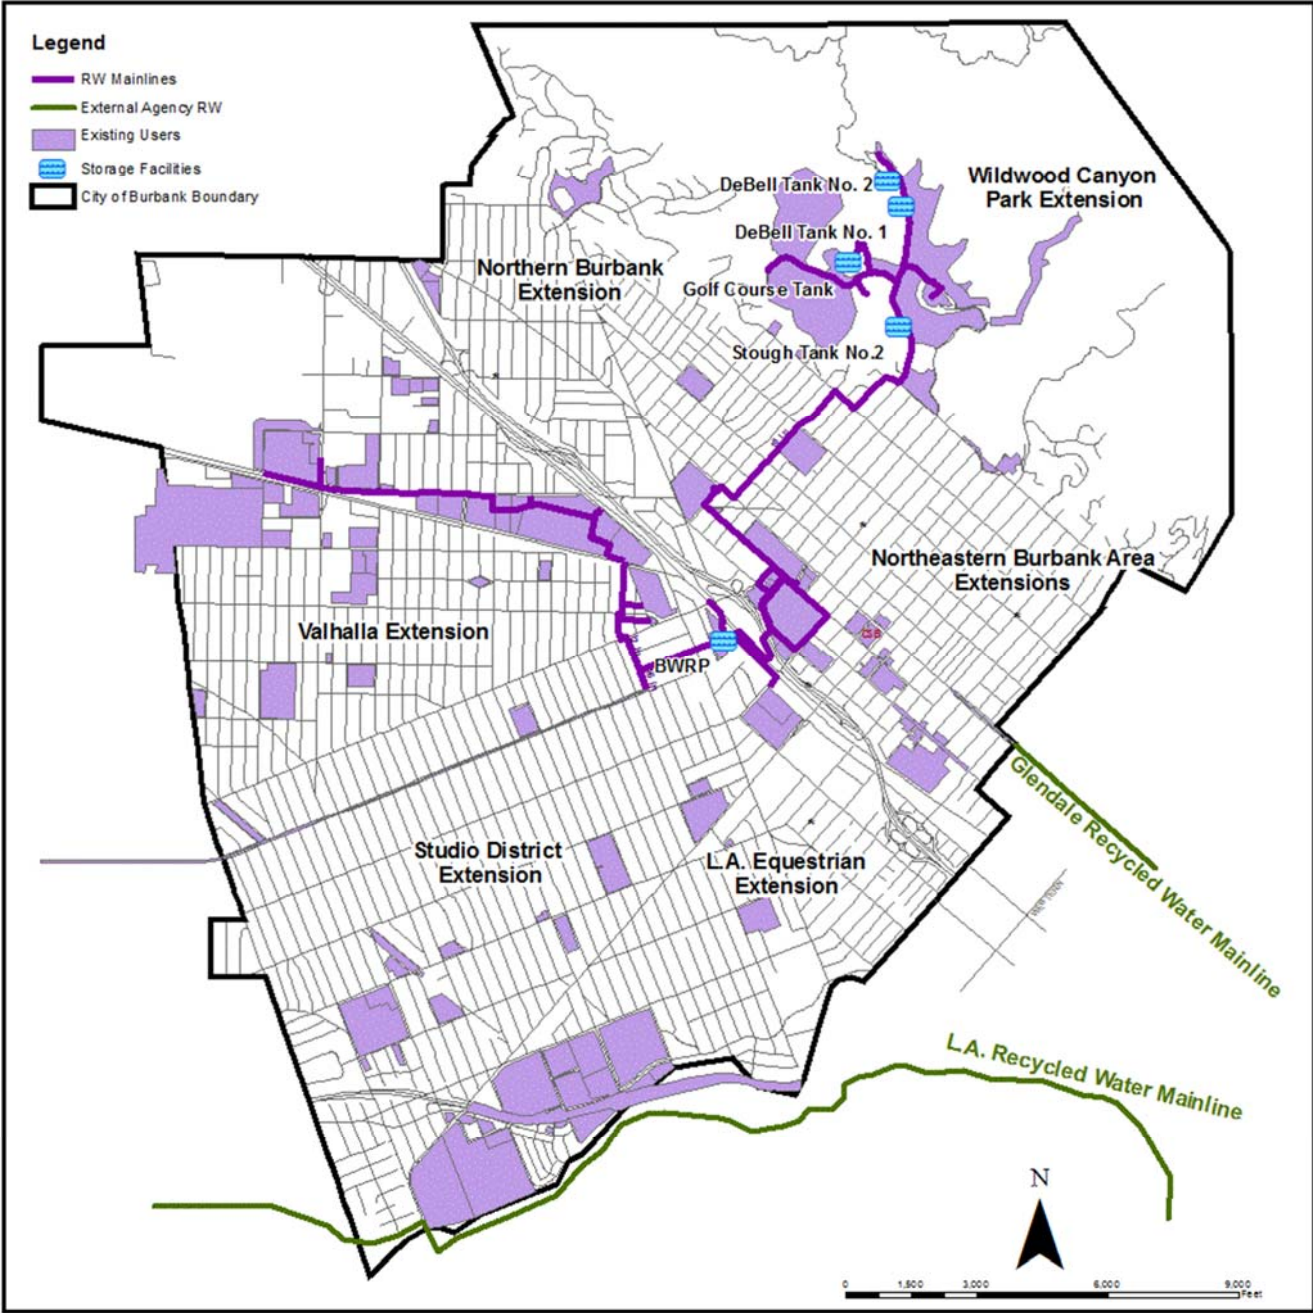 Legend
RW Mainlines
External Agency RW
Existing Users
Storage Facilities
City of Burbank Boundary
Wildwood Canyon
Park Extension
DeBell Tank No. 2
DeBell Tank No. 1
Northern Burbank
Extension
Golf Course Tank
Stough Tank No.2
Northeastern Burbank Area
Extensions
Valhalla Extension
BWRP
Glendale Recycled Water Mainline
Studio District
Extension
L.A. Equestrian
Extension
L.A. Recycled Water Mainline
N
0
1,500
3,000
6,000
9,000
Feet